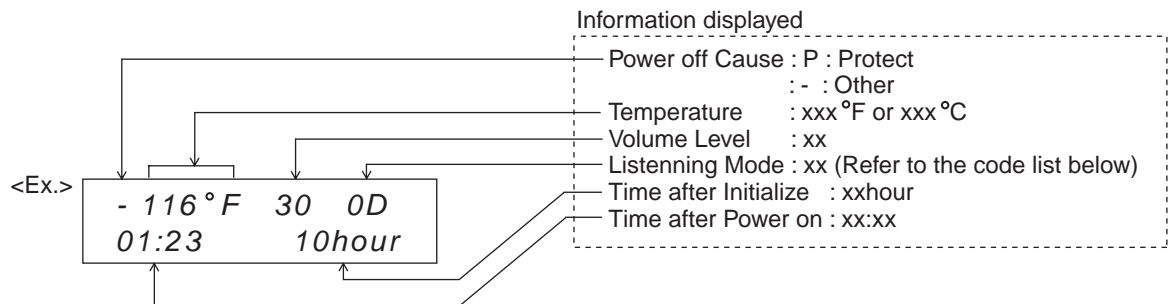 Information displayed
Power off Cause : P : Protect
: - : Other
Temperature : xxx°F or xxx°C
Volume Level : xx
Listenning Mode : xx (Refer to the code list below)
Time after Initialize : xxhour
Time after Power on : xx:xx
<Ex.>
- 116°F 30 0D
01:23 10hour